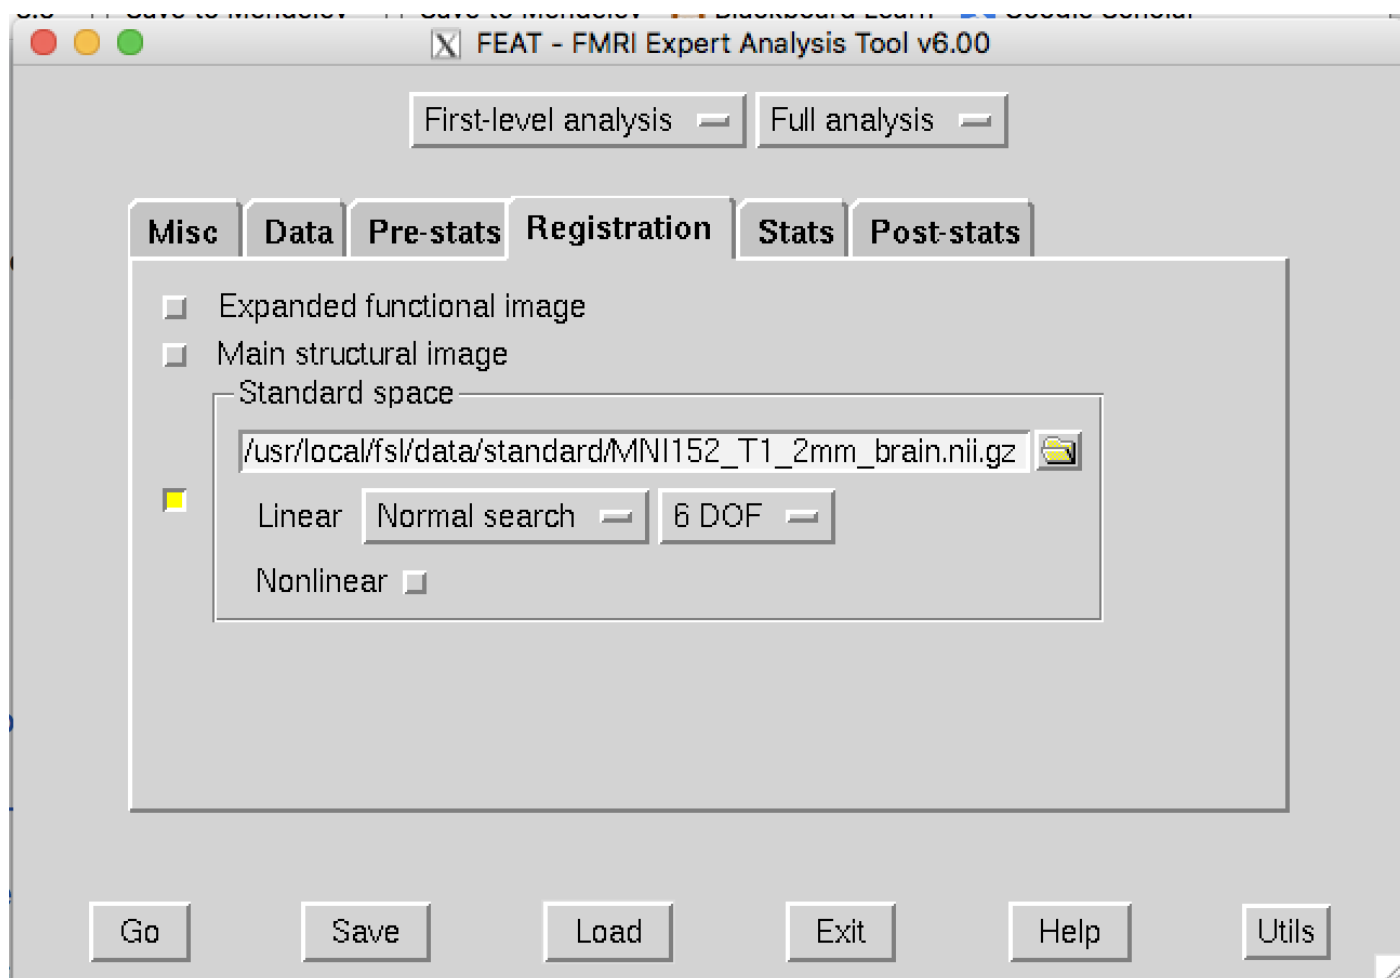 FEAT - FMRI Expert Analysis Tool v6.00
First-level analysis Full analysis
Misc Data Pre-stats Registration Stats Post-stats
Expanded functional image
Main structural image
Standard space
/usr/local/fsl/data/standard/MNI152_T1_2mm_brain.nii.gz
Linear Normal search 6 DOF
Nonlinear
Go Save Load Exit Help Utils